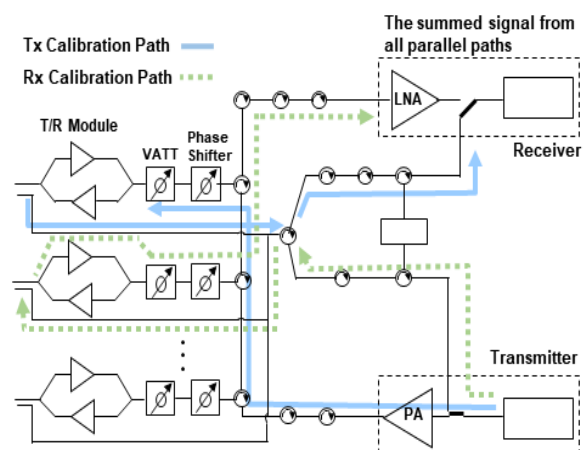 The summed signal from
all parallel paths
Tx Calibration Path
Rx Calibration Path
LNA
T/R Module
VATT
Phase
Shifter
Receiver
Transmitter
PA